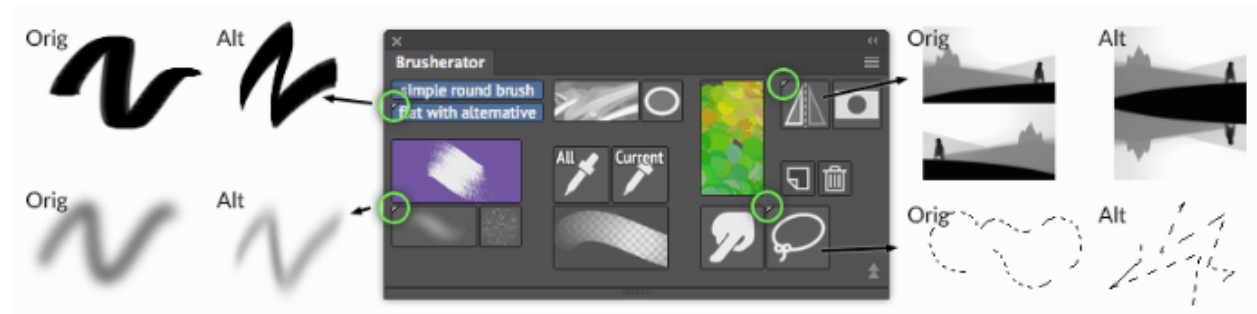 Orig
Alt
Brusherator
simple round brush
flat with alternative
All
Current
Orig
Alt
Orig
Alt
Orig
Alt